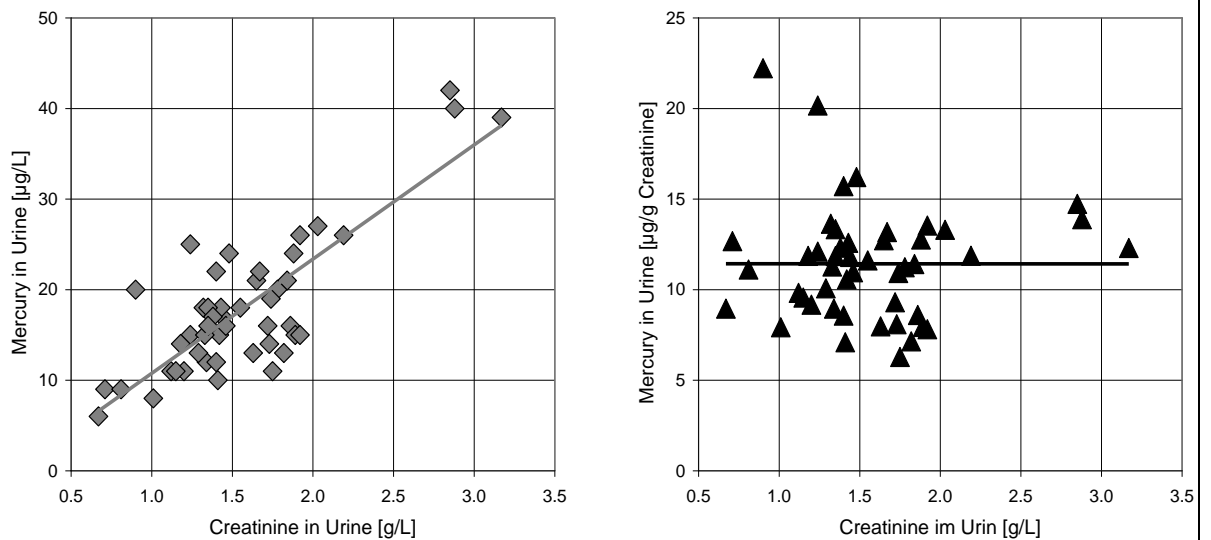 50
40
30
20
10
0
Mercury in Urine [µg/L]
0.5 1.0 1.5 2.0 2.5 3.0 3.5
Creatinine in Urine [g/L]
25
20
15
10
5
0
Mercury in Urine [µg/g Creatinine]
0.5 1.0 1.5 2.0 2.5 3.0 3.5
Creatinine im Urin [g/L]